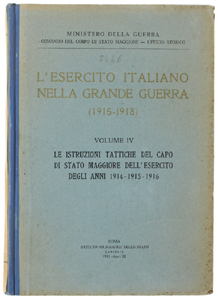 MINISTERO DELLA GUERRA
COMANDO DEL CORPO DI STATO MAGGIORE — UFFICIO STORICO
L'ESERCITO ITALIANO
NELLA GRANDE GUERRA
(1915-1918)
VOLUME IV
LE ISTRUZIONI TATTICHE DEL CAPO
DI STATO MAGGIORE DELL'ESERCITO
DEGLI ANNI 1914-1915-1916
ROMA